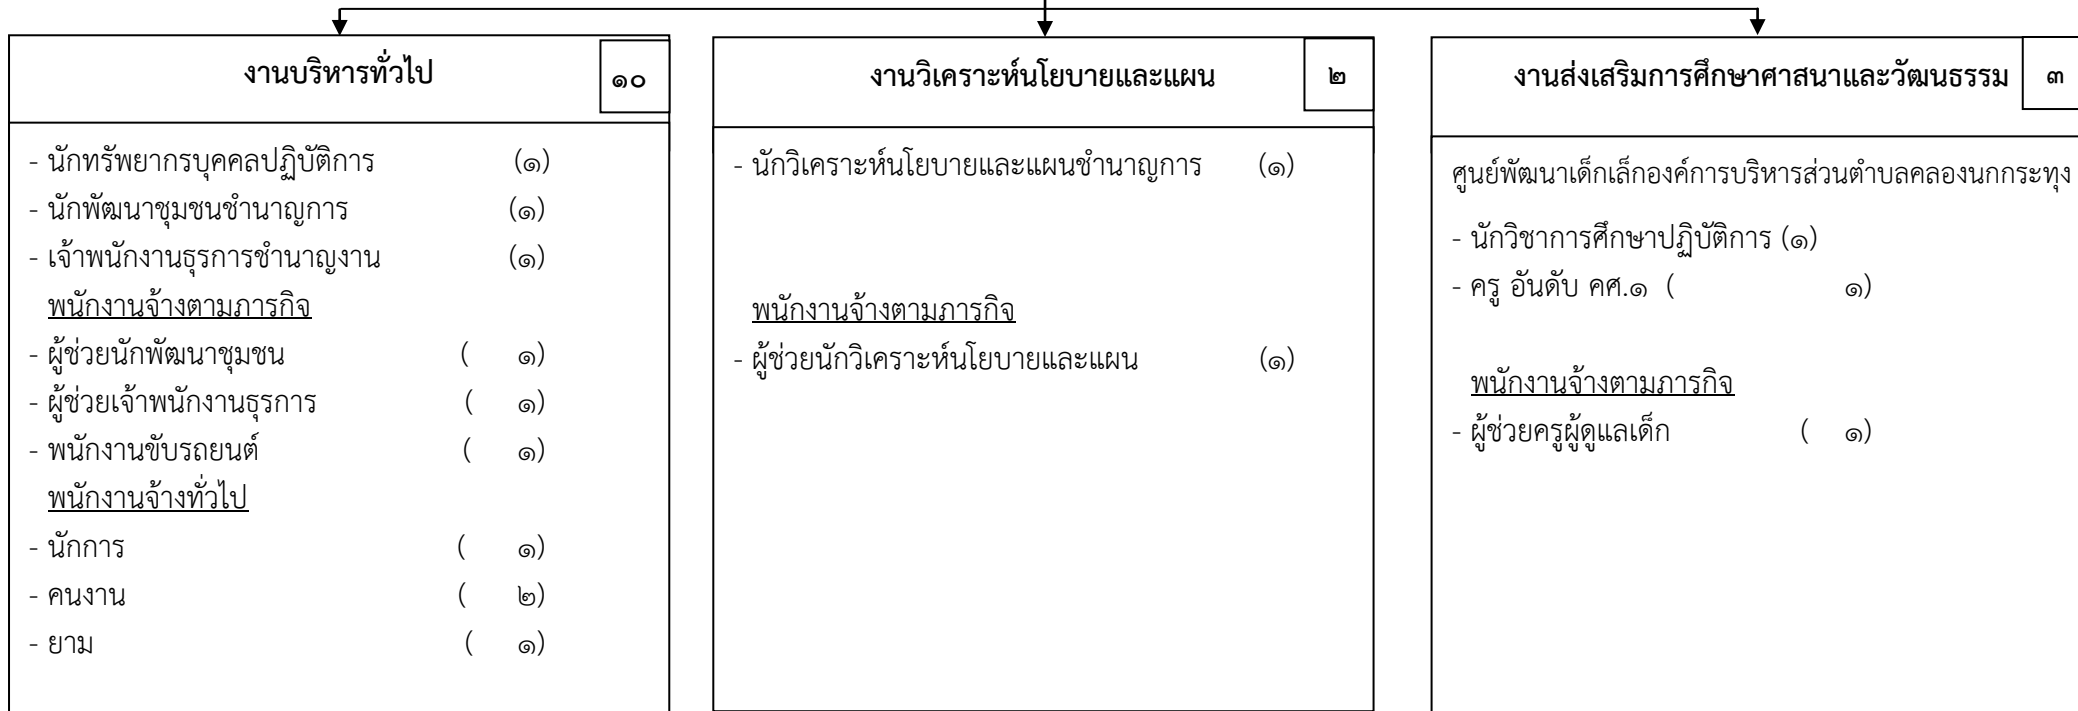 งานบริหารทั่วไป
๑๐
- นักทรัพยากรบุคคลปฏิบัติการ (๑)
- นักพัฒนาชุมชนชำนาญการ (๑)
- เจ้าพนักงานธุรการชำนาญงาน (๑)
พนักงานจ้างตามภารกิจ
- ผู้ช่วยนักพัฒนาชุมชน ( ๑)
- ผู้ช่วยเจ้าพนักงานธุรการ ( ๑)
- พนักงานขับรถยนต์ ( ๑)
พนักงานจ้างทั่วไป
- นักการ ( ๑)
- คนงาน ( ๒)
- ยาม ( ๑)
งานวิเคราะห์นโยบายและแผน
๒
- นักวิเคราะห์นโยบายและแผนชำนาญการ (๑)
พนักงานจ้างตามภารกิจ
- ผู้ช่วยนักวิเคราะห์นโยบายและแผน (๑)
งานส่งเสริมการศึกษาศาสนาและวัฒนธรรม
๓
ศูนย์พัฒนาเด็กเล็กองค์การบริหารส่วนตำบลคลองนกกระทุง
- นักวิชาการศึกษาปฏิบัติการ (๑)
- ครู อันดับ คศ.๑ ( ๑)
พนักงานจ้างตามภารกิจ
- ผู้ช่วยครูผู้ดูแลเด็ก ( ๑)